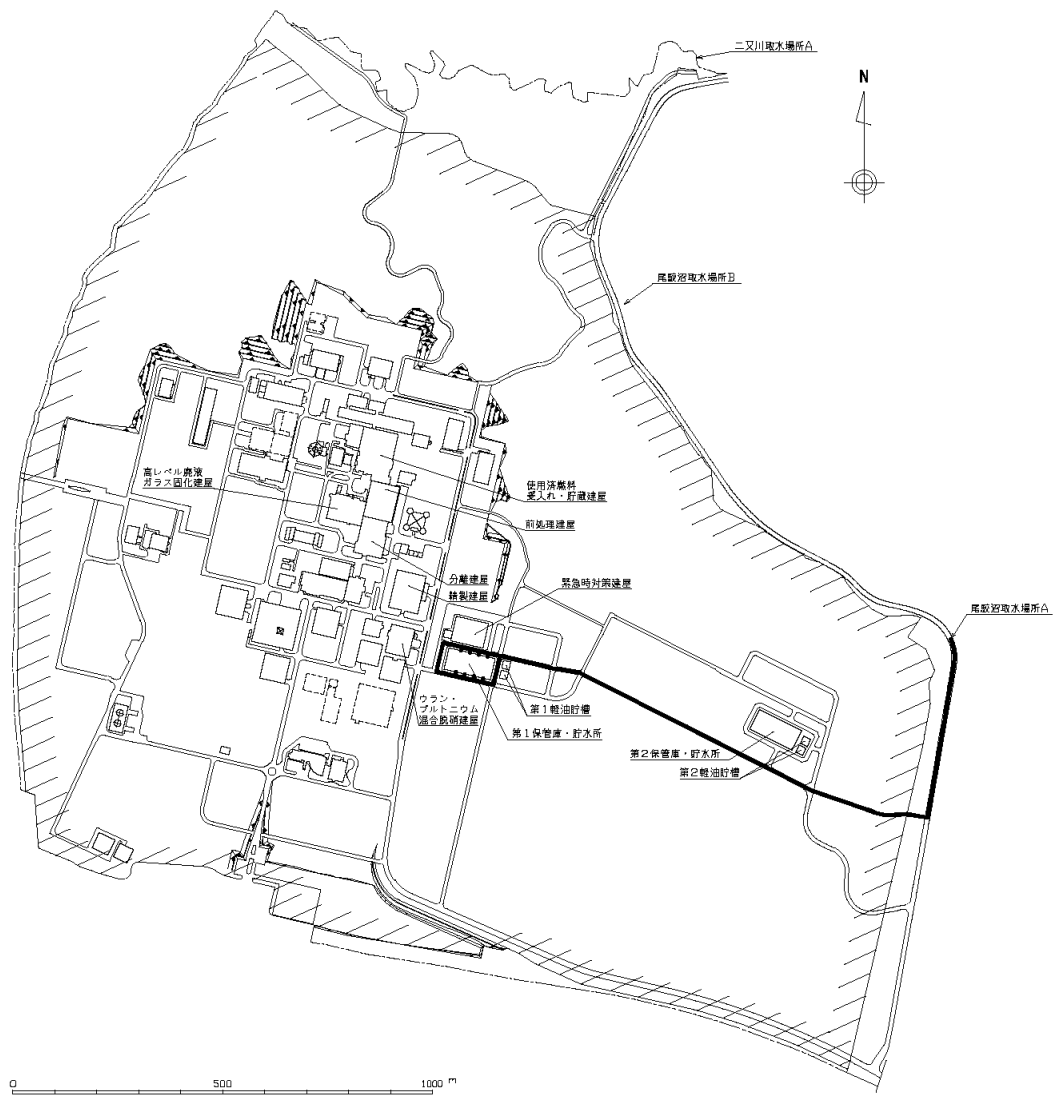 二又川取水場所A
N
尾駮沼取水場所B
高レベル廃液
ガラス固化建屋
使用済燃料
受入れ・貯蔵建屋
前処理建屋
分離建屋
精製建屋
緊急時対策建屋
尾駮沼取水場所A
ウラン・
プルトニウム
混合脱硝建屋
第1軽油貯槽
第1保管庫・貯水所
第2保管庫・貯水所
第2軽油貯槽
0 500 1000 m